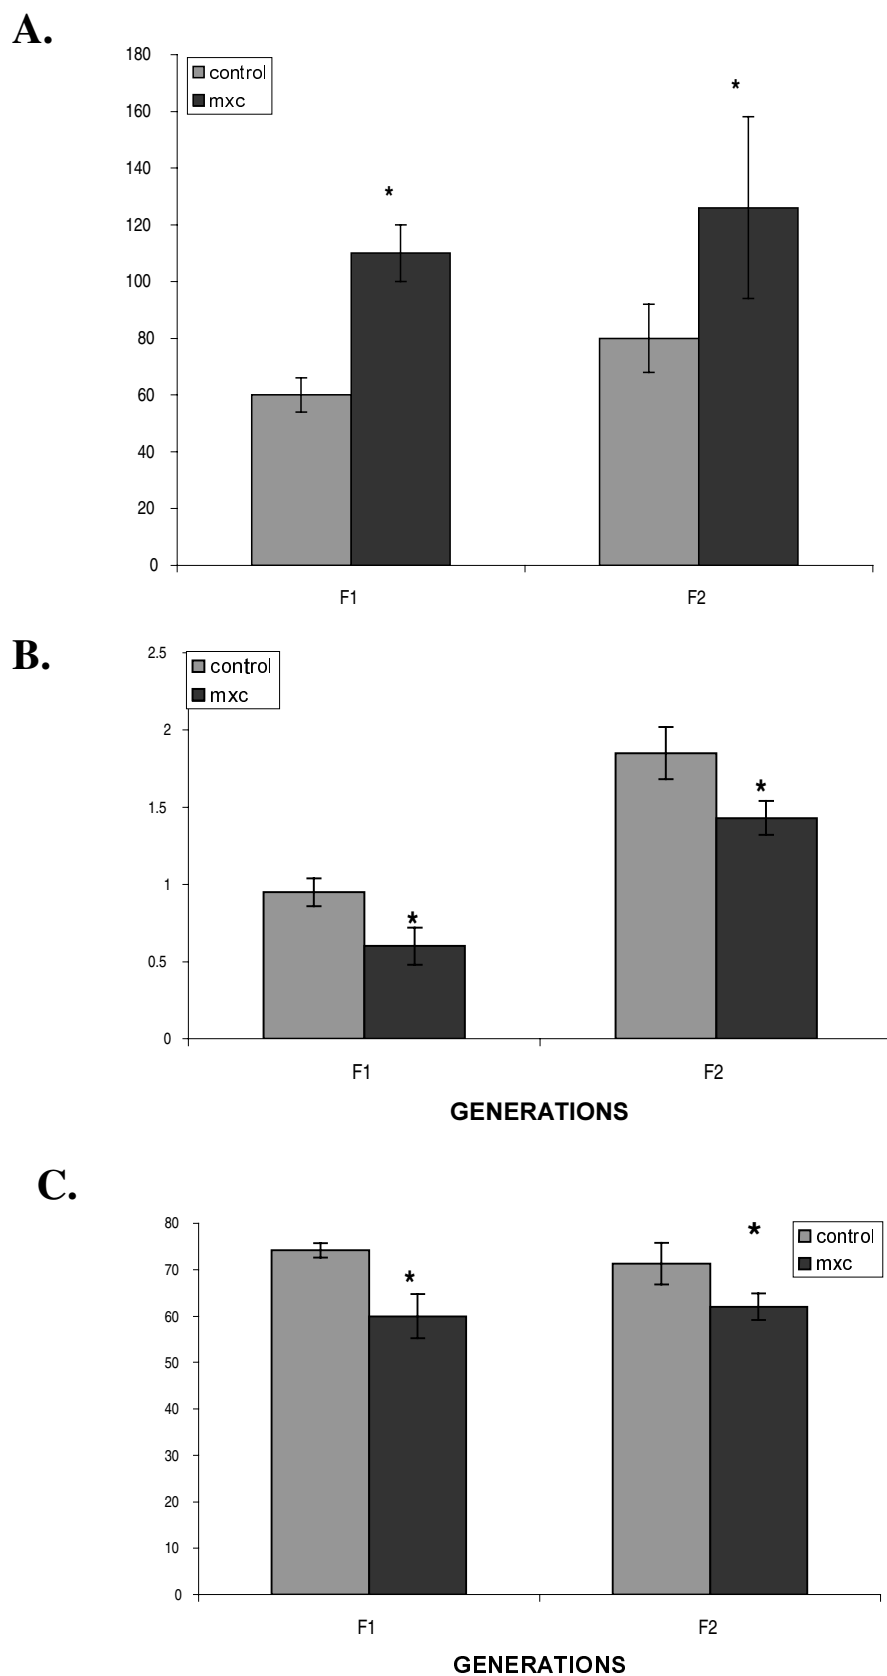 A.
180
control
mxc
160
*
140
*
120
100
80
60
40
20
0
F1 F2
B.
2.5
control
mxc
2
*
1.5
1
*
0.5
0
F1 F2
GENERATIONS
C.
80
control
mxc
*
70
*
60
50
40
30
20
10
0
F1 F2
GENERATIONS